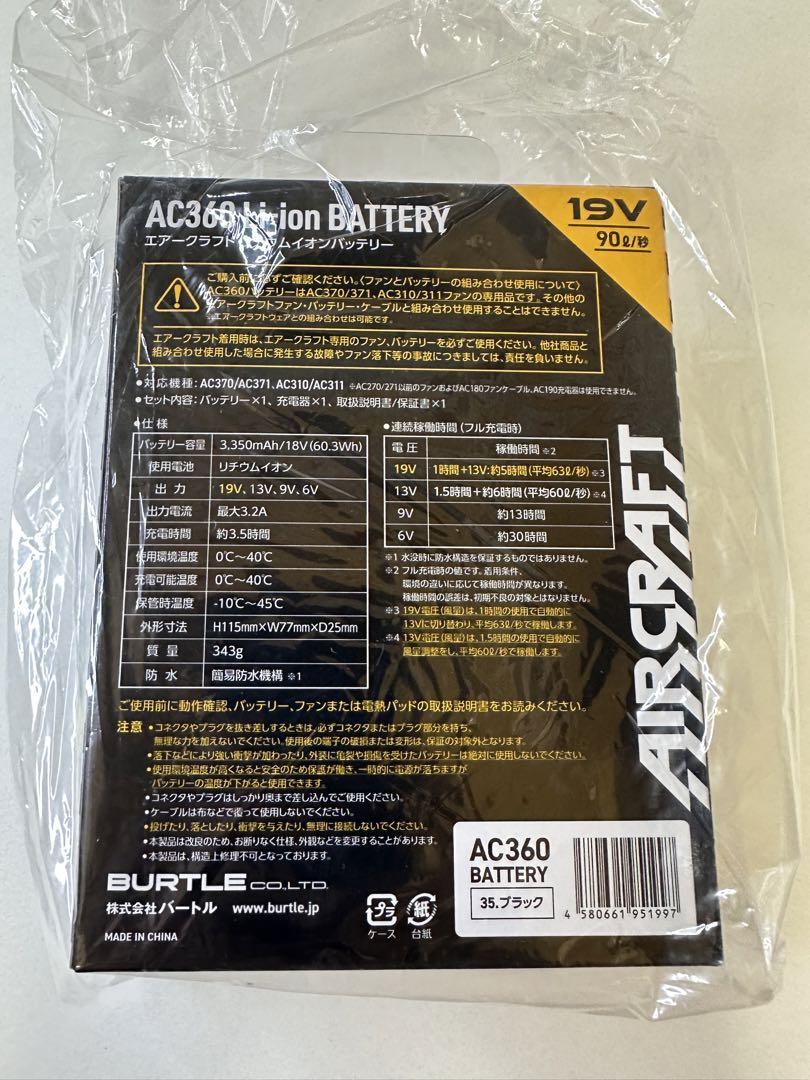 AC360 Li-ion BATTERY
エアークラフトリチウムイオンバッテリー
19V
90ℓ/秒
ご購入前に必ずご確認ください。〈ファンとバッテリーの組み合わせ使用について〉
AC360バッテリーはAC370/371、AC310/311ファンの専用品です。その他の
エアークラフトファン・バッテリー・ケーブルと組み合わせ使用することはできません。
※エアークラフトウェアとの組み合わせは可能です。
エアークラフト着用時は、エアークラフト専用のファン、バッテリーを必ずご使用ください。他社商品と
組み合わせ使用した場合に発生する故障やファン落下等の事故につきましては、責任を負いません。
●対応機種：AC370/AC371、AC310/AC311 ※AC270/271以前のファンおよびAC180ファンケーブル、AC190充電器は使用できません。
●セット内容：バッテリー×1、充電器×1、取扱説明書/保証書×1
●仕様
バッテリー容量 3,350mAh/18V(60.3Wh)
使用電池 リチウムイオン
出力 19V、13V、9V、6V
出力電流 最大3.2A
充電時間 約3.5時間
使用環境温度 0℃～40℃
充電可能温度 0℃～40℃
保管時温度 -10℃～45℃
外形寸法 H115mm×W77mm×D25mm
質量 343g
防水 簡易防水機構 ※1
●連続稼働時間（フル充電時）
電圧 稼働時間 ※2
19V 1時間＋13V：約5時間（平均63ℓ/秒）※3
13V 1.5時間＋約6時間（平均60ℓ/秒）※4
9V 約13時間
6V 約30時間
※1 水没時に防水構造を保証するものではありません。
※2 フル充電時の値です。着用条件、
環境の違いに応じて稼働時間が異なります。
稼働時間の誤差は、初期不良の対象とはなりません。
※3 19V電圧（風量）は、1時間の使用で自動的に
13Vに切り替わり、平均63ℓ/秒で稼働します。
※4 13V電圧（風量）は、1.5時間の使用で自動的に
風量調整をし、平均60ℓ/秒で稼働します。
AIRCRAFT
ご使用前に動作確認、バッテリー、ファンまたは電熱パッドの取扱説明書をお読みください。
注意 ●コネクタやプラグを抜き差しするときは、必ずコネクタまたはプラグ部分を持ち、
無理な力を加えないでください。使用後の端子の破損または変形は、保証の対象外となります。
●落下などにより強い衝撃が加わったり、外装に亀裂や損傷を受けたバッテリーは絶対に使用しないでください。
●使用環境温度が高くなると安全のため保護が働き、一時的に電源が落ちますが
バッテリーの温度が下がると使用できます。
●コネクタやプラグはしっかり奥まで差し込んでご使用ください。
●ケーブルは布などで覆って使用しないでください。
●投げたり、落としたり、衝撃を与えたり、無理に接続しないでください。
●本製品は改良のため、お断りなく仕様、外観などを変更することがあります。
●本製品は、構造上修理不可となっております。
BURTLE CO.,LTD.
株式会社バートル www.burtle.jp
MADE IN CHINA
プラ
ケース
紙
台紙
AC360
BATTERY
35.ブラック
4 580661 951997